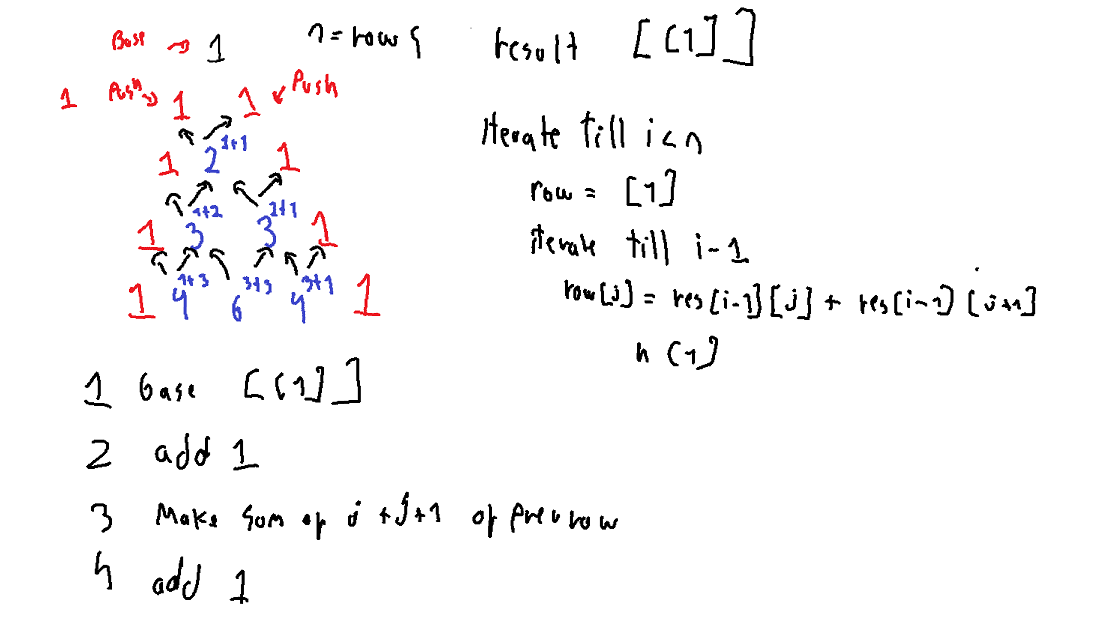 Base → 1
1 Push → 1 1 ← Push
1 2 1+1 1
1 3 1+2 3 2+1 1
1 4 1+3 6 3+3 4 3+1 1
1 base [[1]]
2 add 1
3 Make sum of j + j+1 of prev row
4 add 1
n = row
result [[1]]
Iterate till i < n
row = [1]
iterate till i-1
row[j] = res[i-1][j] + res[i-1][j+1]